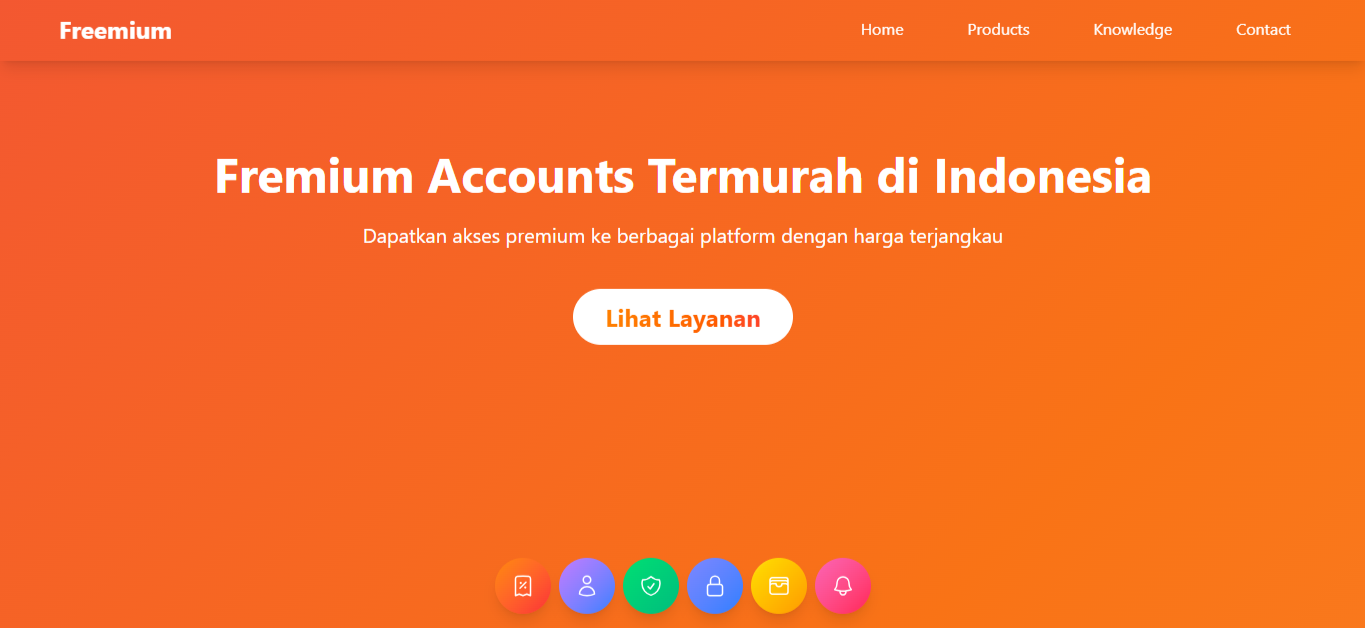 Freemium
Home
Products
Knowledge
Contact
Fremium Accounts Termurah di Indonesia
Dapatkan akses premium ke berbagai platform dengan harga terjangkau
Lihat Layanan